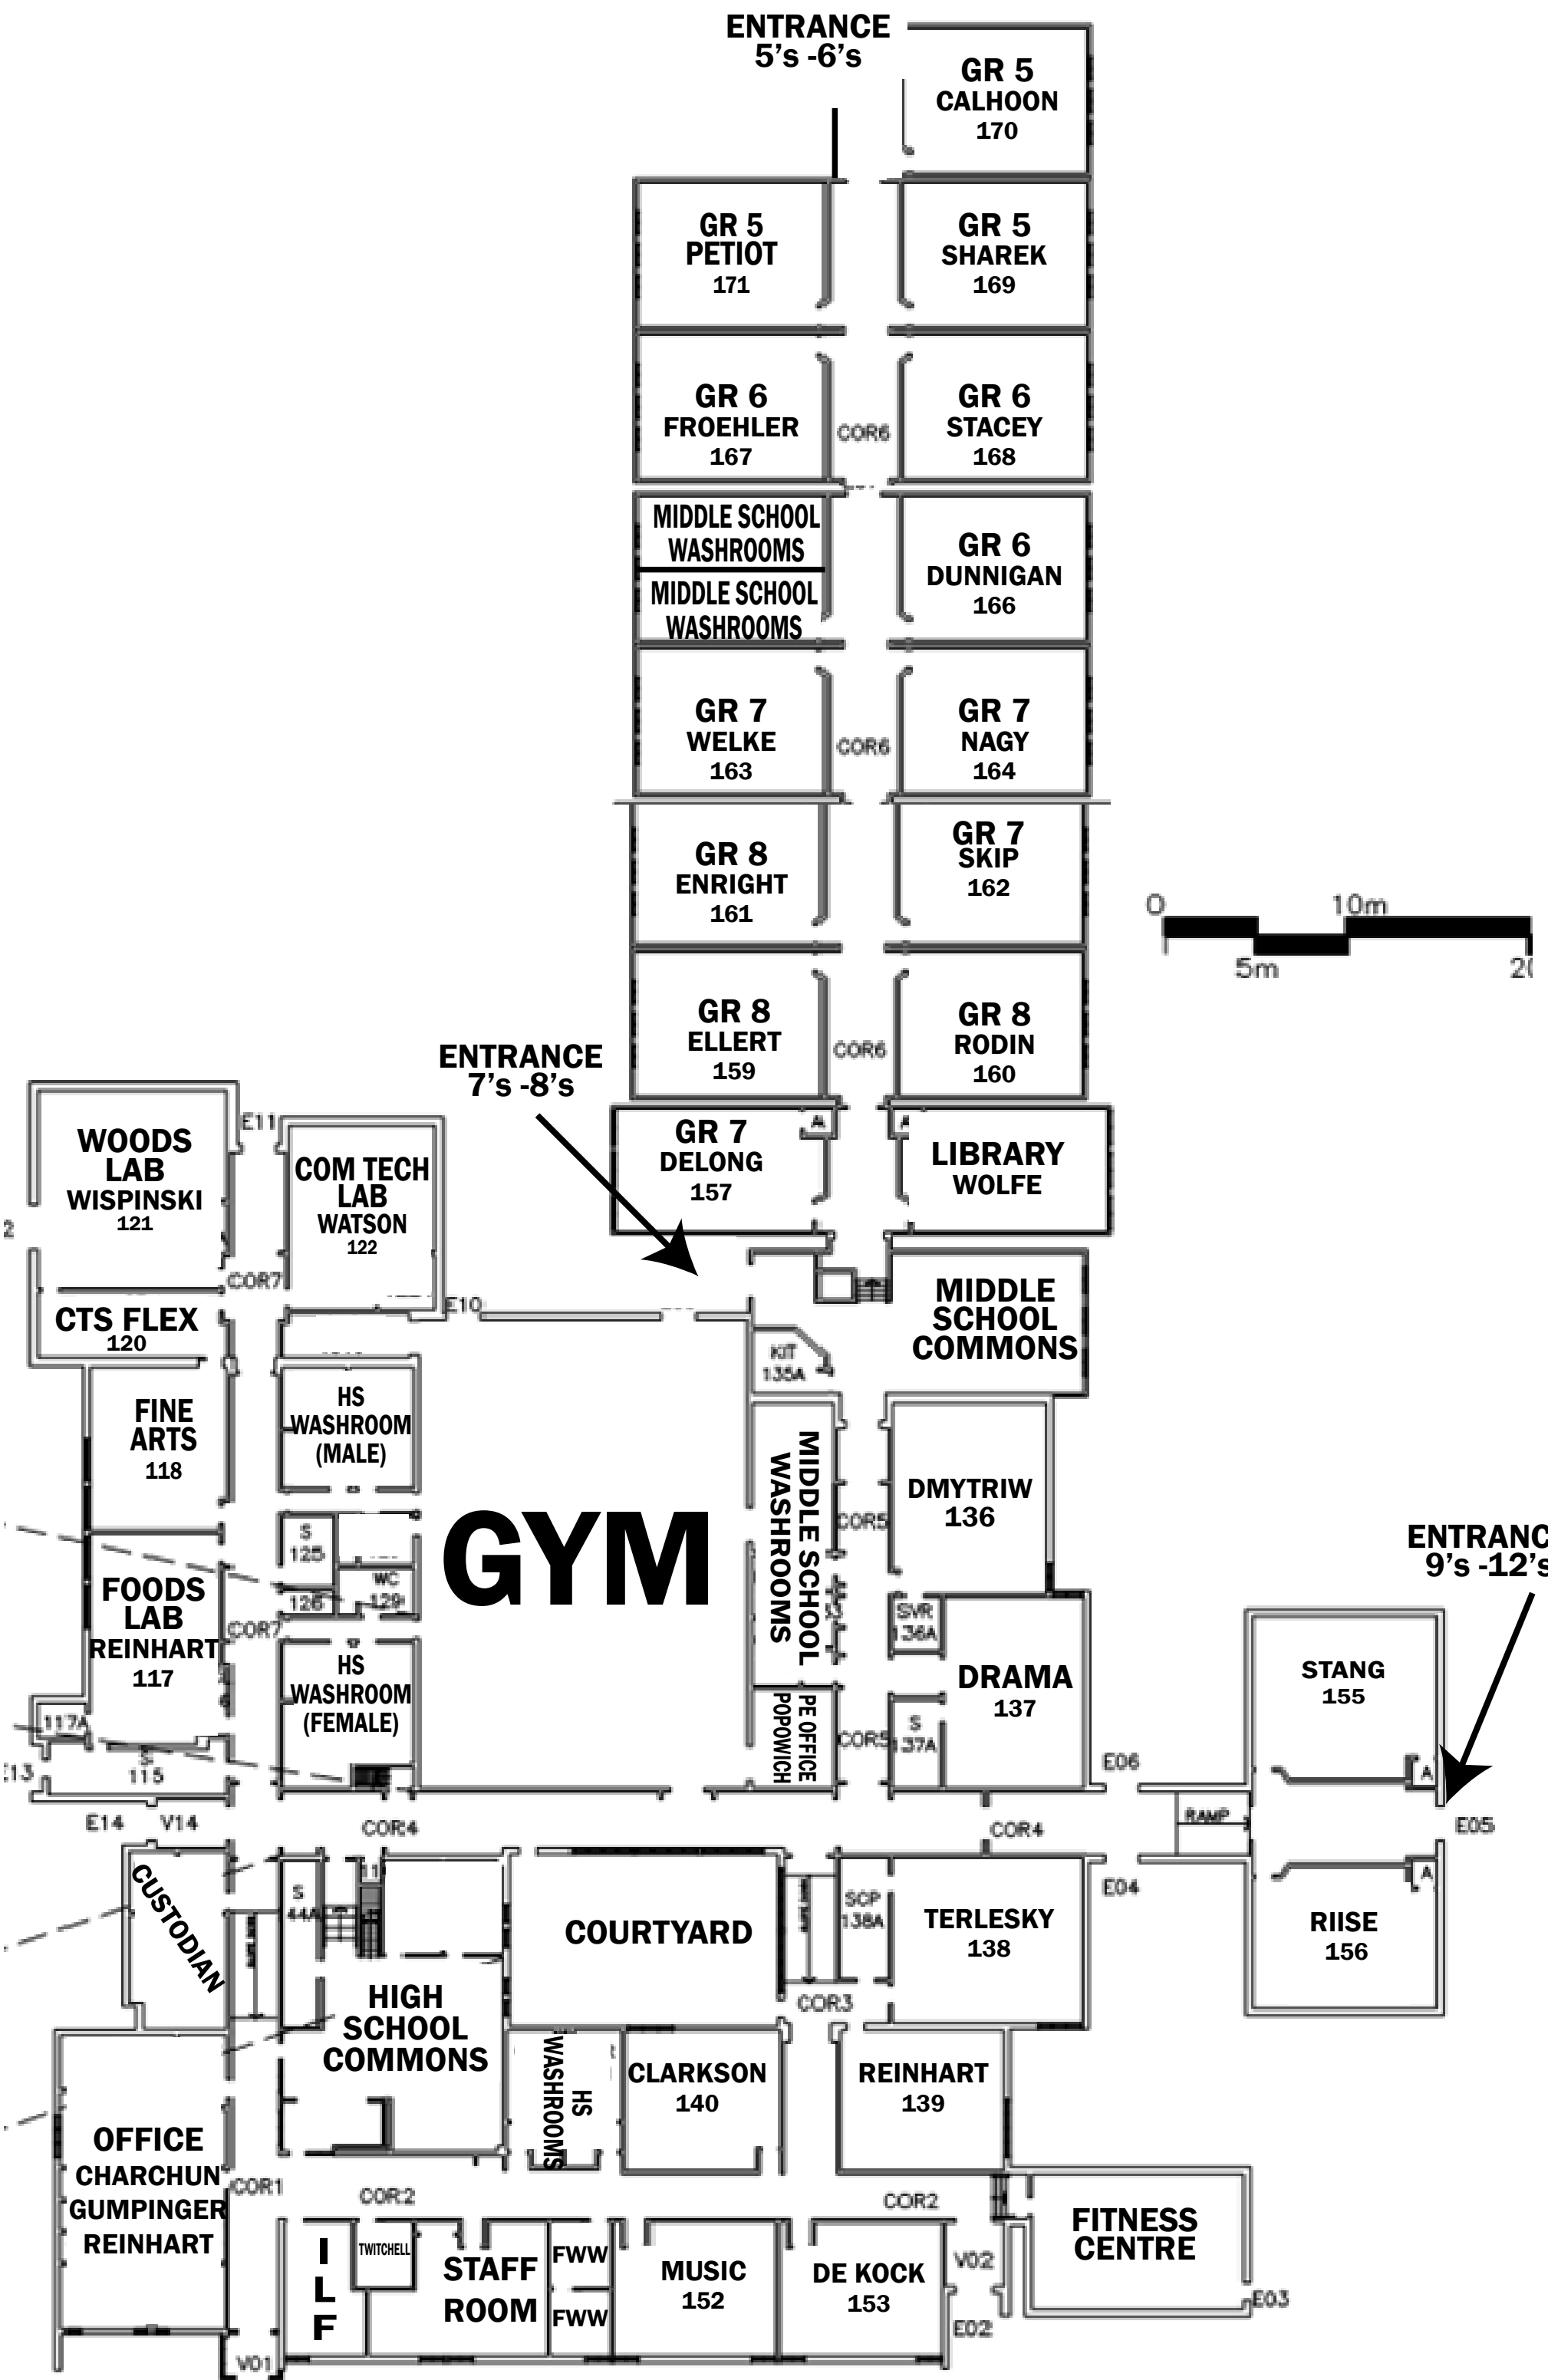 ENTRANCE
5's -6's
GR 5
CALHOON
170
GR 5
PETIOT
171
GR 5
SHAREK
169
GR 6
FROEHLER
167
COR6
GR 6
STACEY
168
MIDDLE SCHOOL
WASHROOMS
MIDDLE SCHOOL
WASHROOMS
GR 6
DUNNIGAN
166
GR 7
WELKE
163
COR6
GR 7
NAGY
164
GR 8
ENRIGHT
161
GR 7
SKIP
162
0
10m
5m
GR 8
ELLERT
159
COR6
GR 8
RODIN
160
ENTRANCE
7's -8's
GR 7
DELONG
157
A
A
LIBRARY
WOLFE
WOODS
LAB
WISPINSKI
121
E11
COM TECH
LAB
WATSON
122
2
COR7
CTS FLEX
120
E10
MIDDLE
SCHOOL
COMMONS
KIT
135A
FINE
ARTS
118
HS
WASHROOM
(MALE)
GYM
MIDDLE SCHOOL
WASHROOMS
COR5
DMYTRIW
136
S
125
126
WC
129
FOODS
LAB
REINHART
117
COR7
HS
WASHROOM
(FEMALE)
SVR
136A
DRAMA
137
PE OFFICE
POPOWICH
COR5
S
137A
117A
S
115
E13
E14
V14
COR4
COR4
E06
RAMP
ENTRANC
9's -12's
STANG
155
A
E05
A
RIISE
156
E04
CUSTODIAN
S
44A
11
HIGH
SCHOOL
COMMONS
COURTYARD
SCP
138A
TERLESKY
138
COR3
HS
WASHROOMS
CLARKSON
140
REINHART
139
OFFICE
CHARCHUN
GUMPINGER
REINHART
COR1
COR2
COR2
FITNESS
CENTRE
I
L
F
TWITCHELL
STAFF
ROOM
FWW
FWW
MUSIC
152
DE KOCK
153
V02
E02
E03
V01